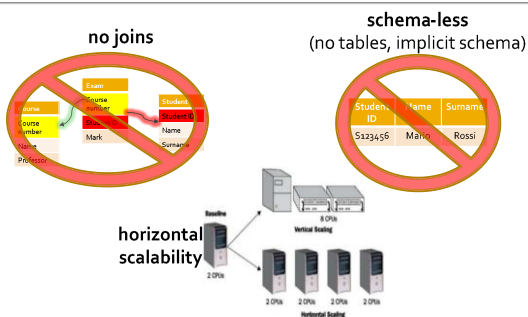 no joins
schema-less
(no tables, implicit schema)
Exam
Course
number
Student ID
Mark
Course
Course
number
Name
Professor
Student
Student ID
Name
Surname
Student
ID
Name
Surname
S123456
Mario
Rossi
horizontal
scalability
Baseline
2 CPUs
8 CPUs
Vertical Scaling
2 CPUs
2 CPUs
2 CPUs
2 CPUs
Horizontal Scaling